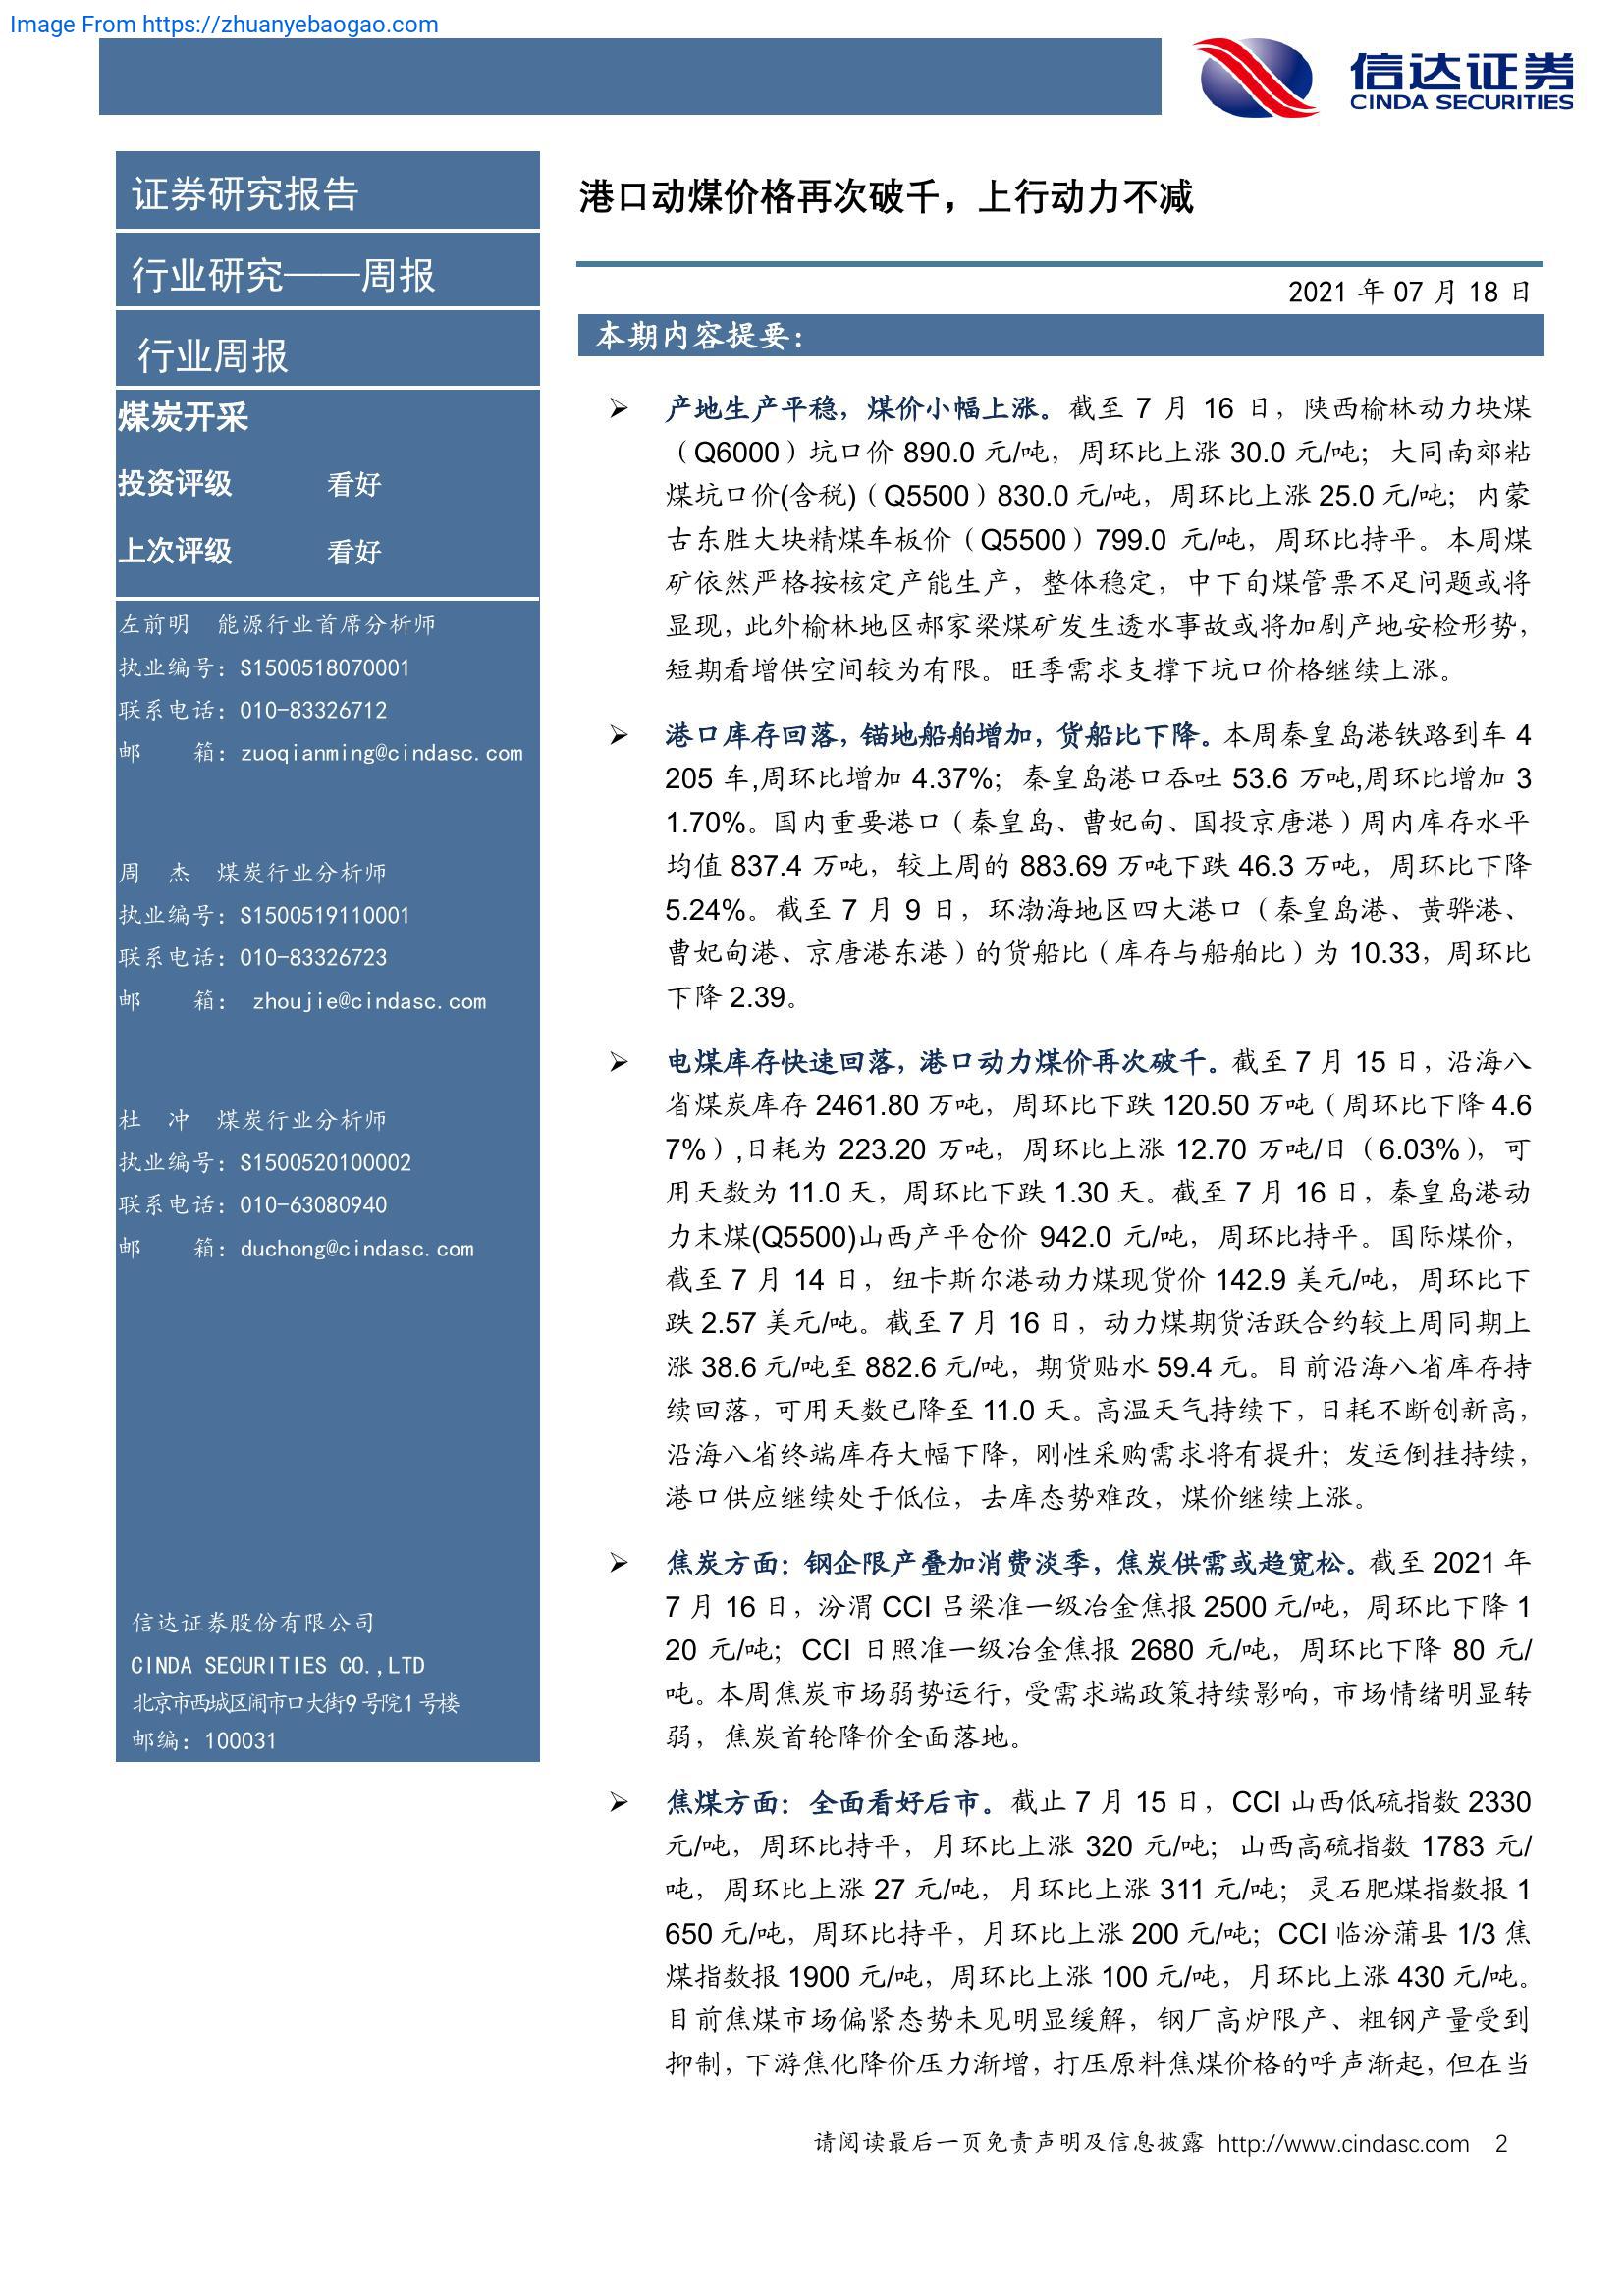 Image From https://zhuanyebaogao.com
信达证券
CINDA SECURITIES
证券研究报告
行业研究——周报
行业周报
煤炭开采
投资评级 看好
上次评级 看好
左前明 能源行业首席分析师
执业编号：S1500518070001
联系电话：010-83326712
邮 箱：zuoqianming@cindasc.com
周 杰 煤炭行业分析师
执业编号：S1500519110001
联系电话：010-83326723
邮 箱： zhoujie@cindasc.com
杜 冲 煤炭行业分析师
执业编号：S1500520100002
联系电话：010-63080940
邮 箱：duchong@cindasc.com
信达证券股份有限公司
CINDA SECURITIES CO.,LTD
北京市西城区闹市口大街9号院1号楼
邮编：100031
港口动煤价格再次破千，上行动力不减
2021 年 07 月 18 日
本期内容提要：
➢ 产地生产平稳，煤价小幅上涨。截至 7 月 16 日，陕西榆林动力块煤
（Q6000）坑口价 890.0 元/吨，周环比上涨 30.0 元/吨；大同南郊粘
煤坑口价(含税)（Q5500）830.0 元/吨，周环比上涨 25.0 元/吨；内蒙
古东胜大块精煤车板价（Q5500）799.0 元/吨，周环比持平。本周煤
矿依然严格按核定产能生产，整体稳定，中下旬煤管票不足问题或将
显现，此外榆林地区郝家梁煤矿发生透水事故或将加剧产地安检形势，
短期看增供空间较为有限。旺季需求支撑下坑口价格继续上涨。
➢ 港口库存回落，锚地船舶增加，货船比下降。本周秦皇岛港铁路到车 4
205 车,周环比增加 4.37%；秦皇岛港口吞吐 53.6 万吨,周环比增加 3
1.70%。国内重要港口（秦皇岛、曹妃甸、国投京唐港）周内库存水平
均值 837.4 万吨，较上周的 883.69 万吨下跌 46.3 万吨，周环比下降
5.24%。截至 7 月 9 日，环渤海地区四大港口（秦皇岛港、黄骅港、
曹妃甸港、京唐港东港）的货船比（库存与船舶比）为 10.33，周环比
下降 2.39。
➢ 电煤库存快速回落，港口动力煤价再次破千。截至 7 月 15 日，沿海八
省煤炭库存 2461.80 万吨，周环比下跌 120.50 万吨（周环比下降 4.6
7%）,日耗为 223.20 万吨，周环比上涨 12.70 万吨/日（6.03%），可
用天数为 11.0 天，周环比下跌 1.30 天。截至 7 月 16 日，秦皇岛港动
力末煤(Q5500)山西产平仓价 942.0 元/吨，周环比持平。国际煤价，
截至 7 月 14 日，纽卡斯尔港动力煤现货价 142.9 美元/吨，周环比下
跌 2.57 美元/吨。截至 7 月 16 日，动力煤期货活跃合约较上周同期上
涨 38.6 元/吨至 882.6 元/吨，期货贴水 59.4 元。目前沿海八省库存持
续回落，可用天数已降至 11.0 天。高温天气持续下，日耗不断创新高，
沿海八省终端库存大幅下降，刚性采购需求将有提升；发运倒挂持续，
港口供应继续处于低位，去库态势难改，煤价继续上涨。
➢ 焦炭方面：钢企限产叠加消费淡季，焦炭供需或趋宽松。截至 2021 年
7 月 16 日，汾渭 CCI 吕梁准一级冶金焦报 2500 元/吨，周环比下降 1
20 元/吨；CCI 日照准一级冶金焦报 2680 元/吨，周环比下降 80 元/
吨。本周焦炭市场弱势运行，受需求端政策持续影响，市场情绪明显转
弱，焦炭首轮降价全面落地。
➢ 焦煤方面：全面看好后市。截止 7 月 15 日，CCI 山西低硫指数 2330
元/吨，周环比持平，月环比上涨 320 元/吨；山西高硫指数 1783 元/
吨，周环比上涨 27 元/吨，月环比上涨 311 元/吨；灵石肥煤指数报 1
650 元/吨，周环比持平，月环比上涨 200 元/吨；CCI 临汾蒲县 1/3 焦
煤指数报 1900 元/吨，周环比上涨 100 元/吨，月环比上涨 430 元/吨。
目前焦煤市场偏紧态势未见明显缓解，钢厂高炉限产、粗钢产量受到
抑制，下游焦化降价压力渐增，打压原料焦煤价格的呼声渐起，但在当
请阅读最后一页免责声明及信息披露 http://www.cindasc.com 2